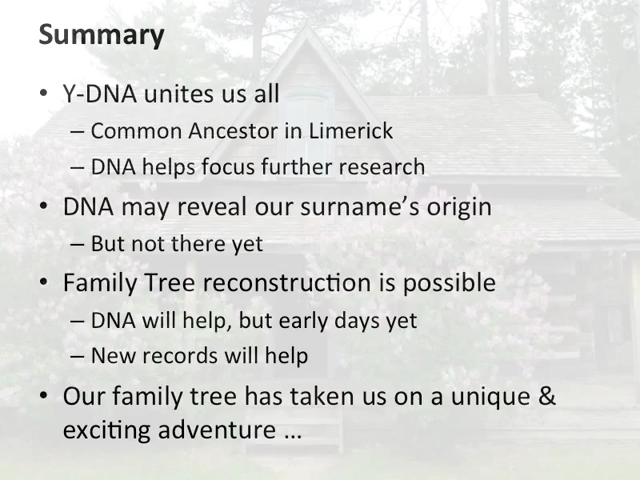 Summary
• Y-DNA unites us all
– Common Ancestor in Limerick
– DNA helps focus further research
• DNA may reveal our surname’s origin
– But not there yet
• Family Tree reconstruction is possible
– DNA will help, but early days yet
– New records will help
• Our family tree has taken us on a unique &
exciting adventure …